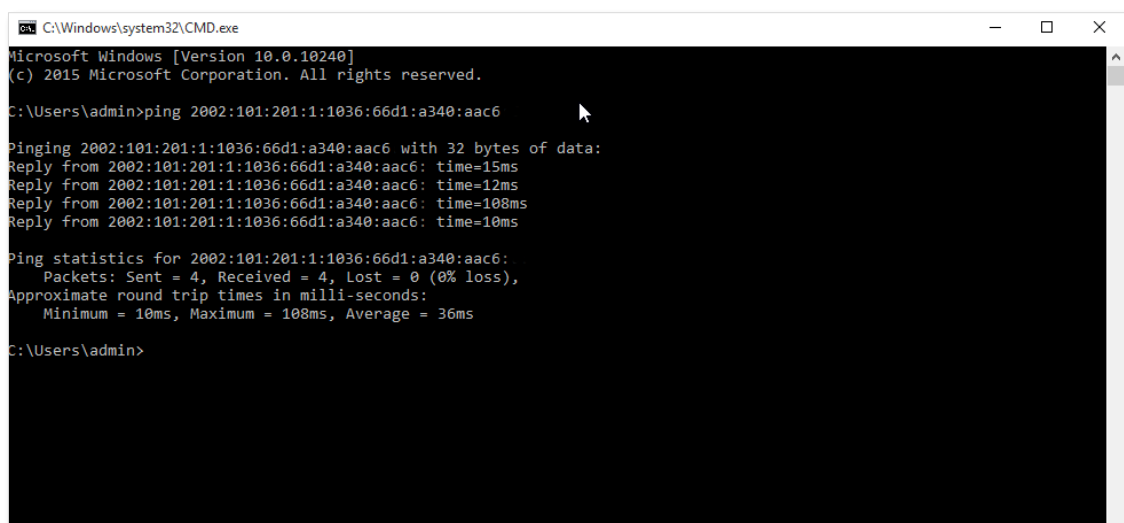 C:\Windows\system32\CMD.exe
Microsoft Windows [Version 10.0.10240]
(c) 2015 Microsoft Corporation. All rights reserved.
C:\Users\admin>ping 2002:101:201:1:1036:66d1:a340:aac6
Pinging 2002:101:201:1:1036:66d1:a340:aac6 with 32 bytes of data:
Reply from 2002:101:201:1:1036:66d1:a340:aac6: time=15ms
Reply from 2002:101:201:1:1036:66d1:a340:aac6: time=12ms
Reply from 2002:101:201:1:1036:66d1:a340:aac6: time=108ms
Reply from 2002:101:201:1:1036:66d1:a340:aac6: time=10ms
Ping statistics for 2002:101:201:1:1036:66d1:a340:aac6:
Packets: Sent = 4, Received = 4, Lost = 0 (0% loss),
Approximate round trip times in milli-seconds:
Minimum = 10ms, Maximum = 108ms, Average = 36ms
C:\Users\admin>